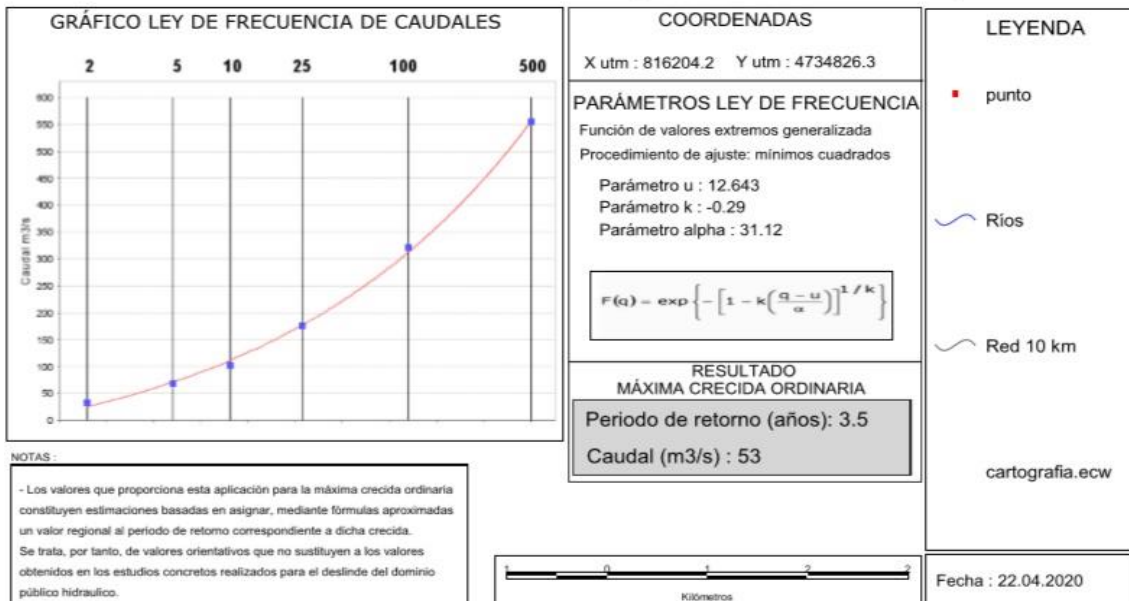 GRÁFICO LEY DE FRECUENCIA DE CAUDALES
2 5 10 25 100 500
600
550
500
450
400
350
300
250
200
150
100
50
0
Caudal m3/s
NOTAS :
- Los valores que proporciona esta aplicación para la máxima crecida ordinaria
constituyen estimaciones basadas en asignar, mediante fórmulas aproximadas
un valor regional al periodo de retorno correspondiente a dicha crecida.
Se trata, por tanto, de valores orientativos que no sustituyen a los valores
obtenidos en los estudios concretos realizados para el deslinde del dominio
público hidraulico.
COORDENADAS
X utm : 816204.2 Y utm : 4734826.3
PARÁMETROS LEY DE FRECUENCIA
Función de valores extremos generalizada
Procedimiento de ajuste: mínimos cuadrados
Parámetro u : 12.643
Parámetro k : -0.29
Parámetro alpha : 31.12
F(q) = exp {-[1 - k((q - u)/α)]^1/k}
RESULTADO
MÁXIMA CRECIDA ORDINARIA
Periodo de retorno (años): 3.5
Caudal (m3/s) : 53
1 0 1 2 2
Kilómetros
LEYENDA
punto
Ríos
Red 10 km
cartografia.ecw
Fecha : 22.04.2020